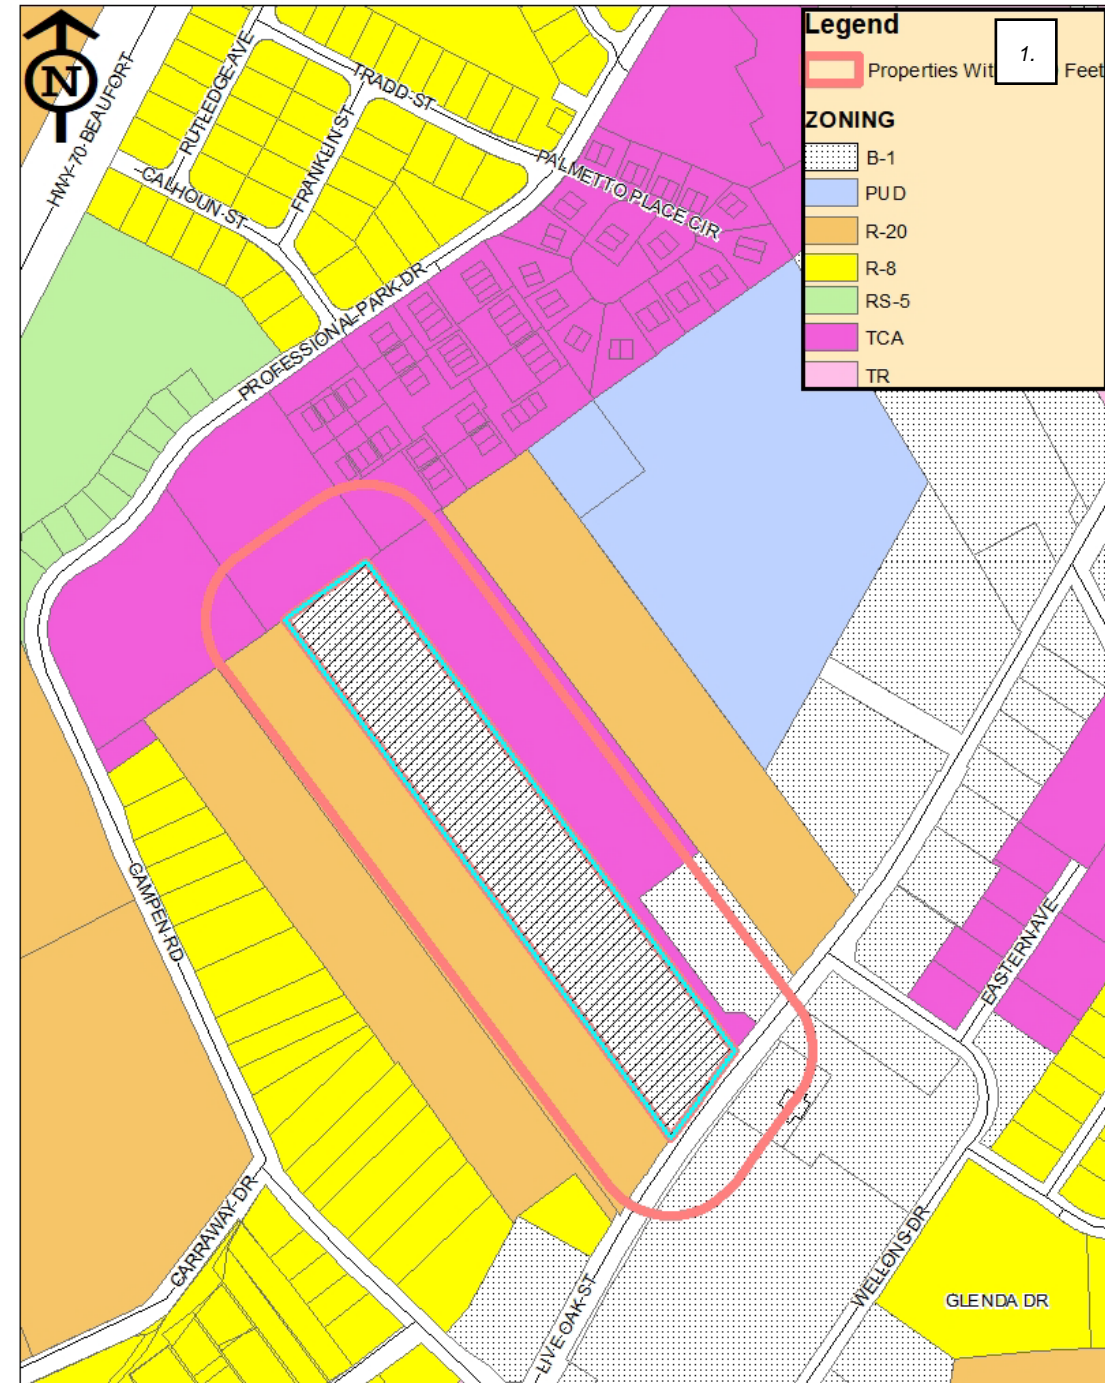 N
HWY-70-BEAUFORT
RUTLEDGE-AVE
TRADD-ST
FRANKLIN-ST
CALHOUN-ST
PALMETTO PLACE CIR
PROFESSIONAL-PARK-DR
Legend
1.
Properties Feet
ZONING
B-1
PUD
R-20
R-8
RS-5
TCA
TR
CAMPEN-RD
EASTERN-AVE
CARRAWAY-DR
LIVE-OAK-ST
WELLONS-DR
GLENDA DR